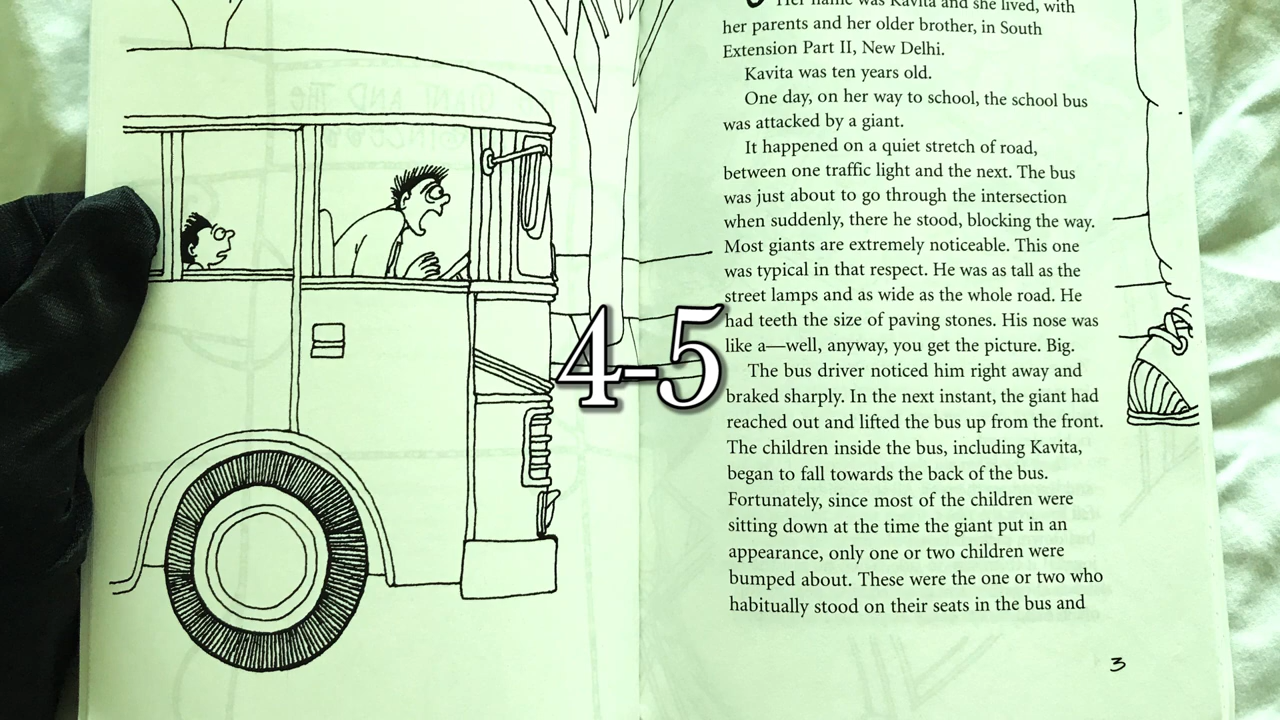 Her name was Kavita and she lived, with
her parents and her older brother, in South
Extension Part II, New Delhi.
Kavita was ten years old.
One day, on her way to school, the school bus
was attacked by a giant.
It happened on a quiet stretch of road,
between one traffic light and the next. The bus
was just about to go through the intersection
when suddenly, there he stood, blocking the way.
Most giants are extremely noticeable. This one
was typical in that respect. He was as tall as the
street lamps and as wide as the whole road. He
had teeth the size of paving stones. His nose was
like a—well, anyway, you get the picture. Big.
The bus driver noticed him right away and
braked sharply. In the next instant, the giant had
reached out and lifted the bus up from the front.
The children inside the bus, including Kavita,
began to fall towards the back of the bus.
Fortunately, since most of the children were
sitting down at the time the giant put in an
appearance, only one or two children were
bumped about. These were the one or two who
habitually stood on their seats in the bus and
3
4-5